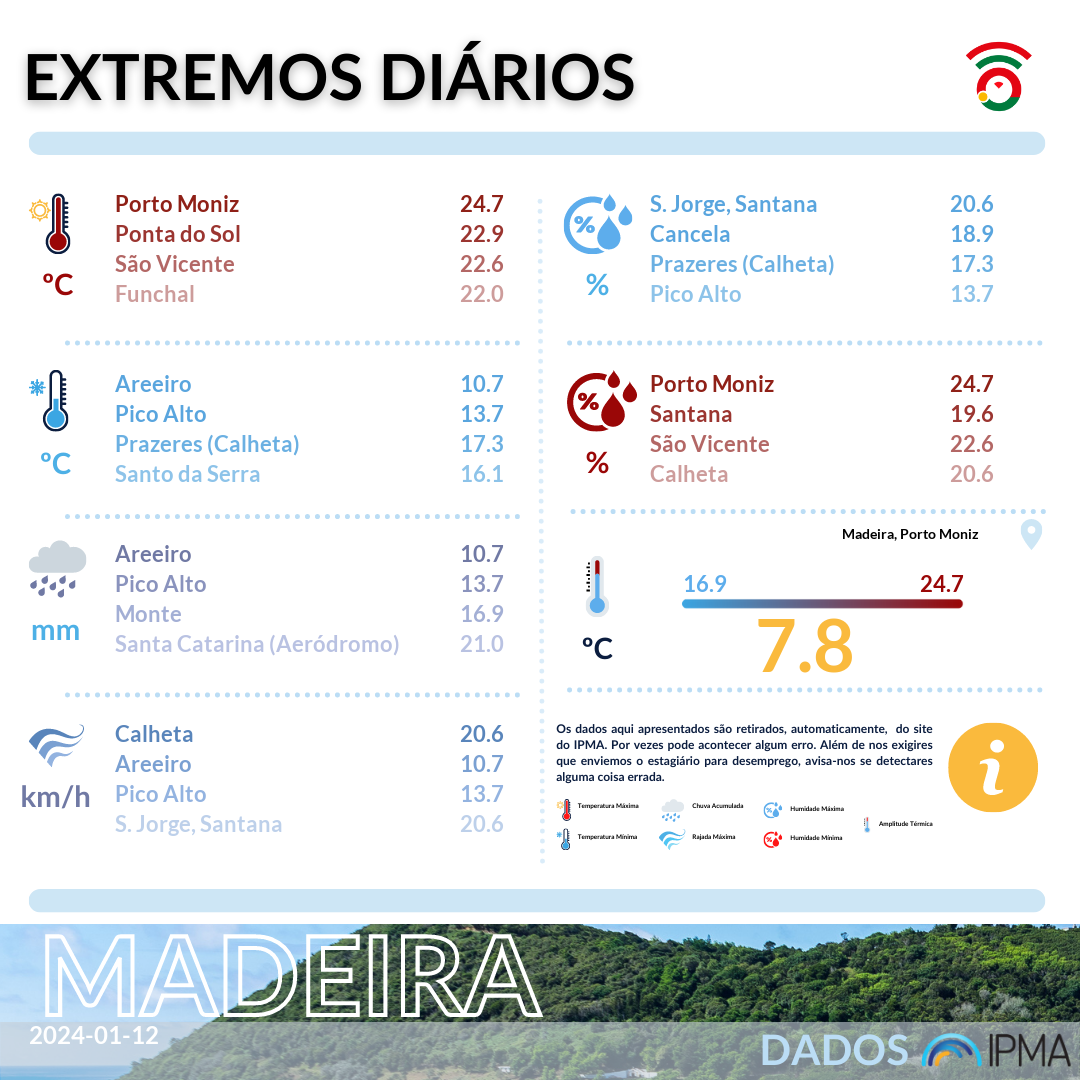 EXTREMOS DIÁRIOS
Porto Moniz 24.7
Ponta do Sol 22.9
São Vicente 22.6
Funchal 22.0
ºC
Areeiro 10.7
Pico Alto 13.7
Prazeres (Calheta) 17.3
Santo da Serra 16.1
ºC
Areeiro 10.7
Pico Alto 13.7
Monte 16.9
Santa Catarina (Aeródromo) 21.0
mm
Calheta 20.6
Areeiro 10.7
Pico Alto 13.7
S. Jorge, Santana 20.6
km/h
%
S. Jorge, Santana 20.6
Cancela 18.9
Prazeres (Calheta) 17.3
Pico Alto 13.7
%
%
Porto Moniz 24.7
Santana 19.6
São Vicente 22.6
Calheta 20.6
%
Madeira, Porto Moniz
16.9 24.7
7.8
ºC
Os dados aqui apresentados são retirados, automaticamente, do site
do IPMA. Por vezes pode acontecer algum erro. Além de nos exigires
que enviemos o estagiário para desemprego, avisa-nos se detectares
alguma coisa errada.
i
Temperatura Máxima Chuva Acumulada Humidade Máxima
Amplitude Térmica
Temperatura Mínima Rajada Máxima Humidade Mínima
MADEIRA
2024-01-12
DADOS IPMA